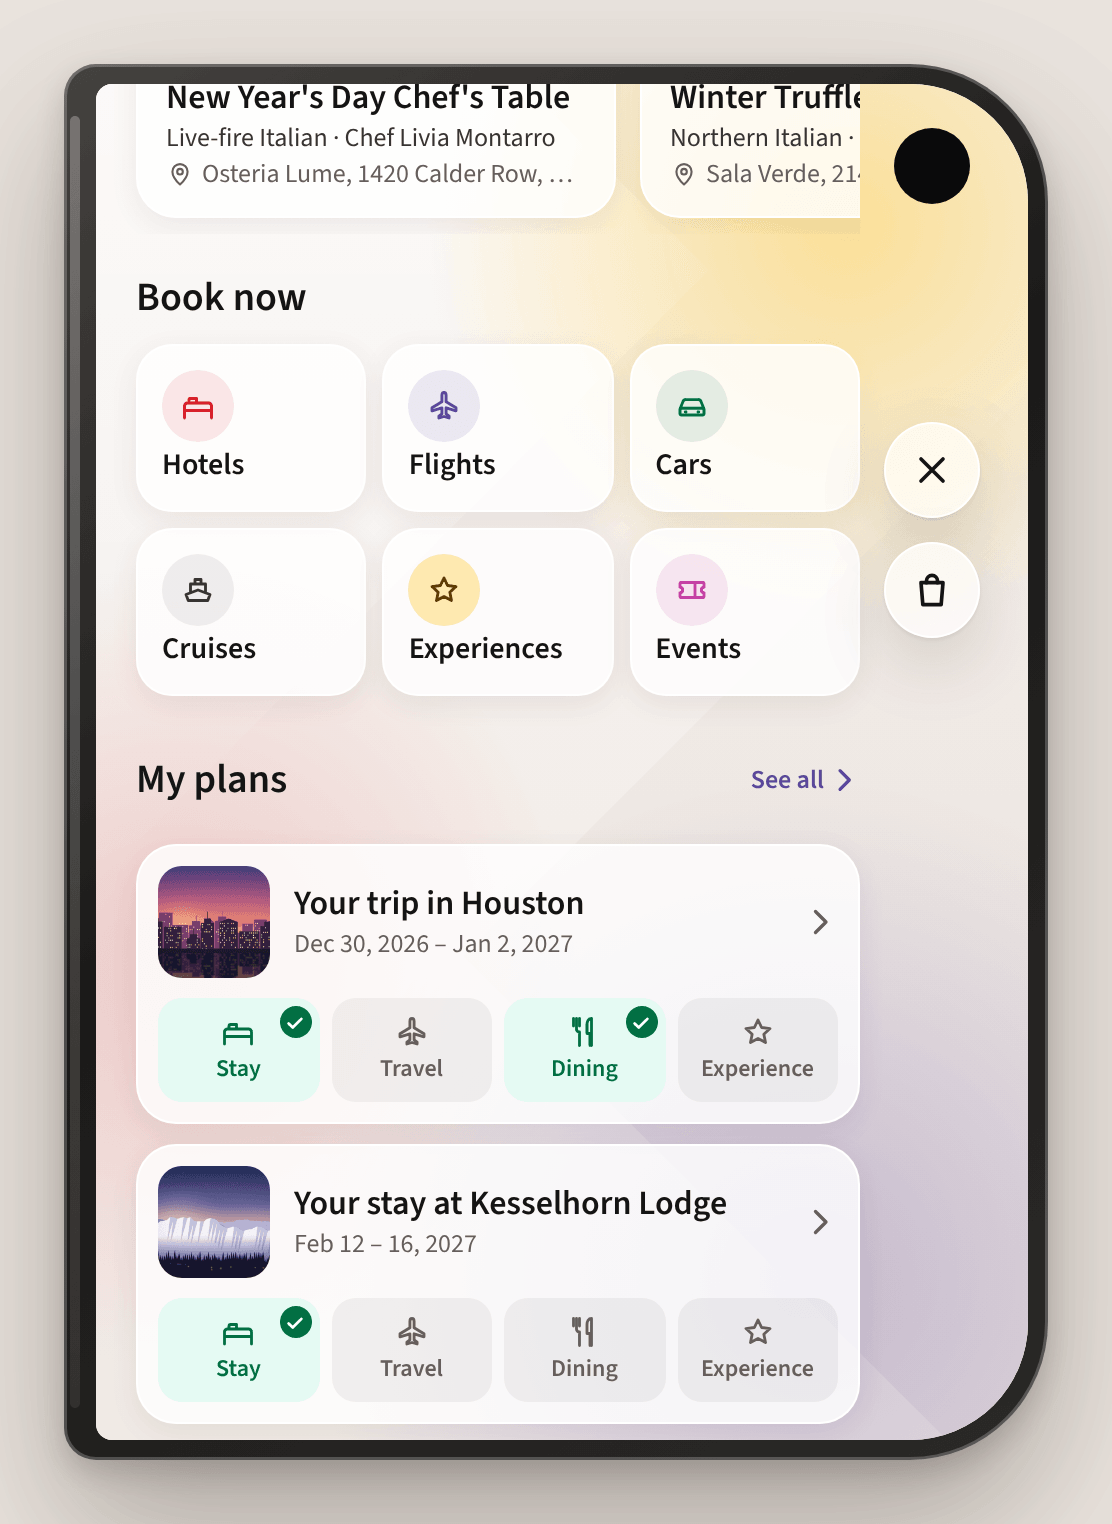 New Year's Day Chef's Table
Live-fire Italian · Chef Livia Montarro
Osteria Lume, 1420 Calder Row, …
Winter Truffle
Northern Italian ·
Sala Verde, 214
Book now
Hotels
Flights
Cars
Cruises
Experiences
Events
My plans
See all
Your trip in Houston
Dec 30, 2026 – Jan 2, 2027
Stay
Travel
Dining
Experience
Your stay at Kesselhorn Lodge
Feb 12 – 16, 2027
Stay
Travel
Dining
Experience